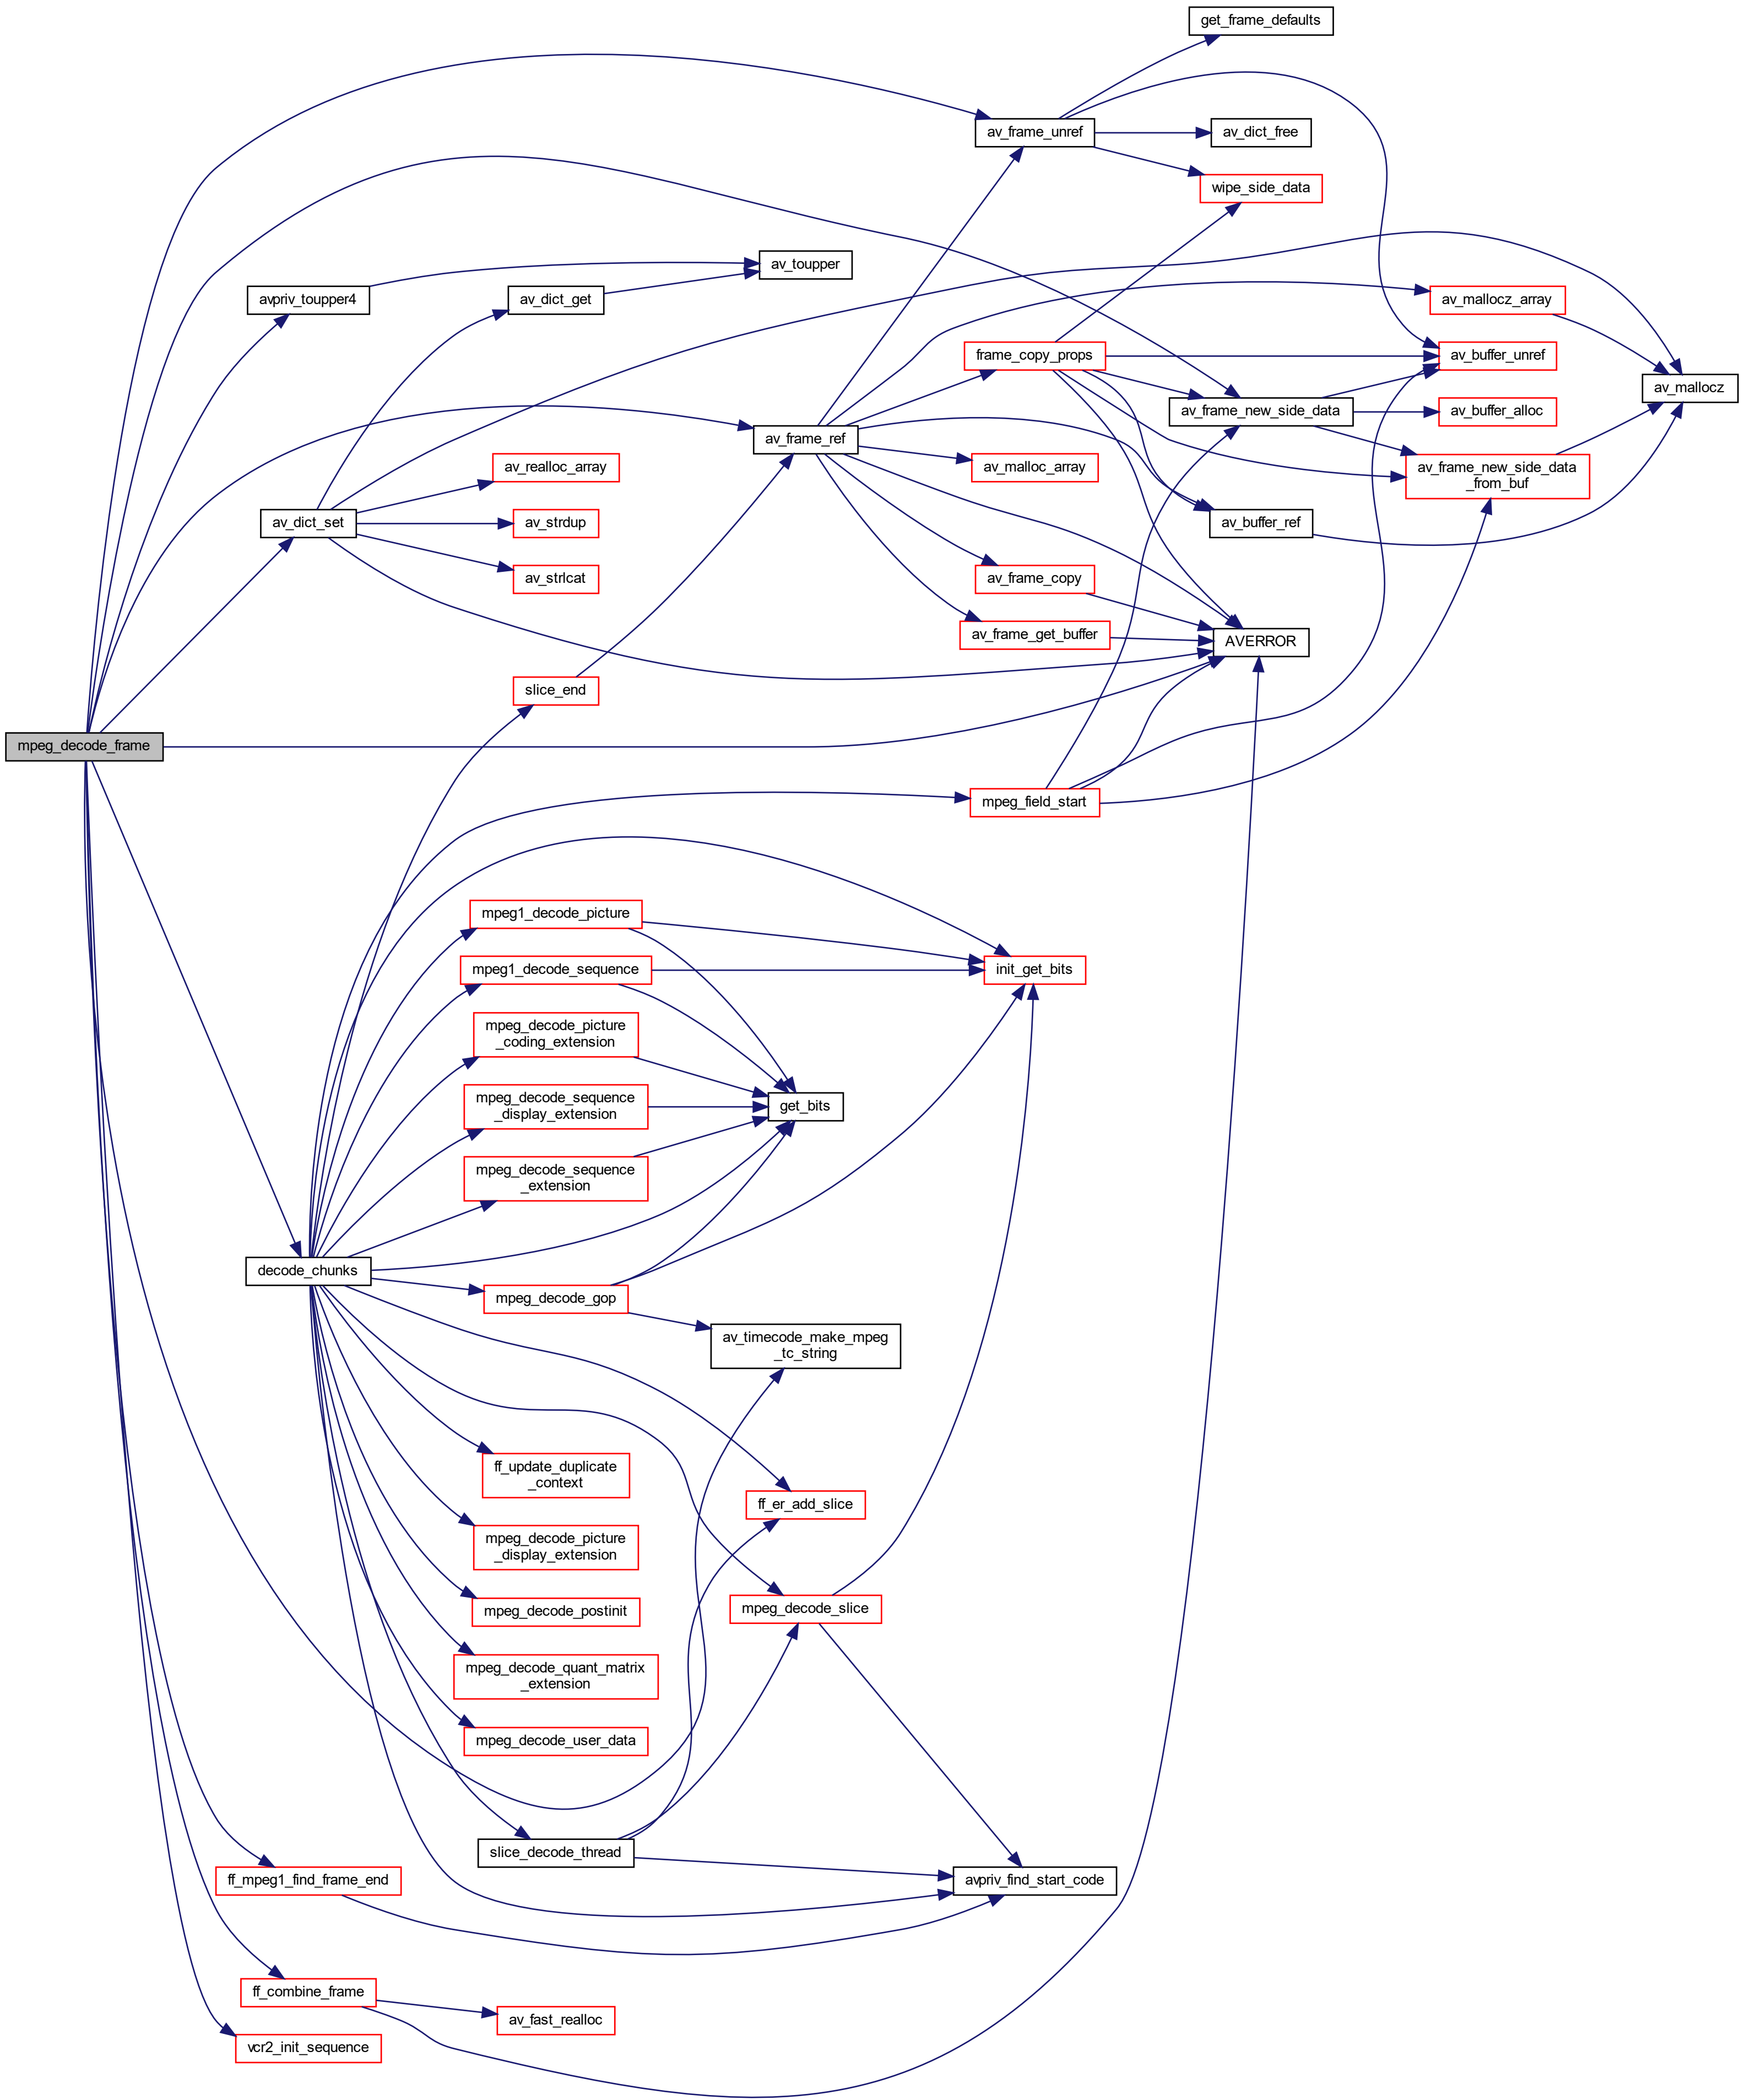 get_frame_defaults
av_frame_unref
av_dict_free
wipe_side_data
av_toupper
avpriv_toupper4
av_dict_get
av_mallocz_array
frame_copy_props
av_buffer_unref
av_mallocz
av_frame_new_side_data
av_buffer_alloc
av_frame_ref
av_realloc_array
av_malloc_array
av_frame_new_side_data
_from_buf
av_dict_set
av_strdup
av_buffer_ref
av_strlcat
av_frame_copy
av_frame_get_buffer
AVERROR
slice_end
mpeg_decode_frame
mpeg_field_start
mpeg1_decode_picture
mpeg1_decode_sequence
init_get_bits
mpeg_decode_picture
_coding_extension
mpeg_decode_sequence
_display_extension
get_bits
mpeg_decode_sequence
_extension
decode_chunks
mpeg_decode_gop
av_timecode_make_mpeg
_tc_string
ff_update_duplicate
_context
ff_er_add_slice
mpeg_decode_picture
_display_extension
mpeg_decode_postinit
mpeg_decode_slice
mpeg_decode_quant_matrix
_extension
mpeg_decode_user_data
slice_decode_thread
ff_mpeg1_find_frame_end
avpriv_find_start_code
ff_combine_frame
av_fast_realloc
vcr2_init_sequence